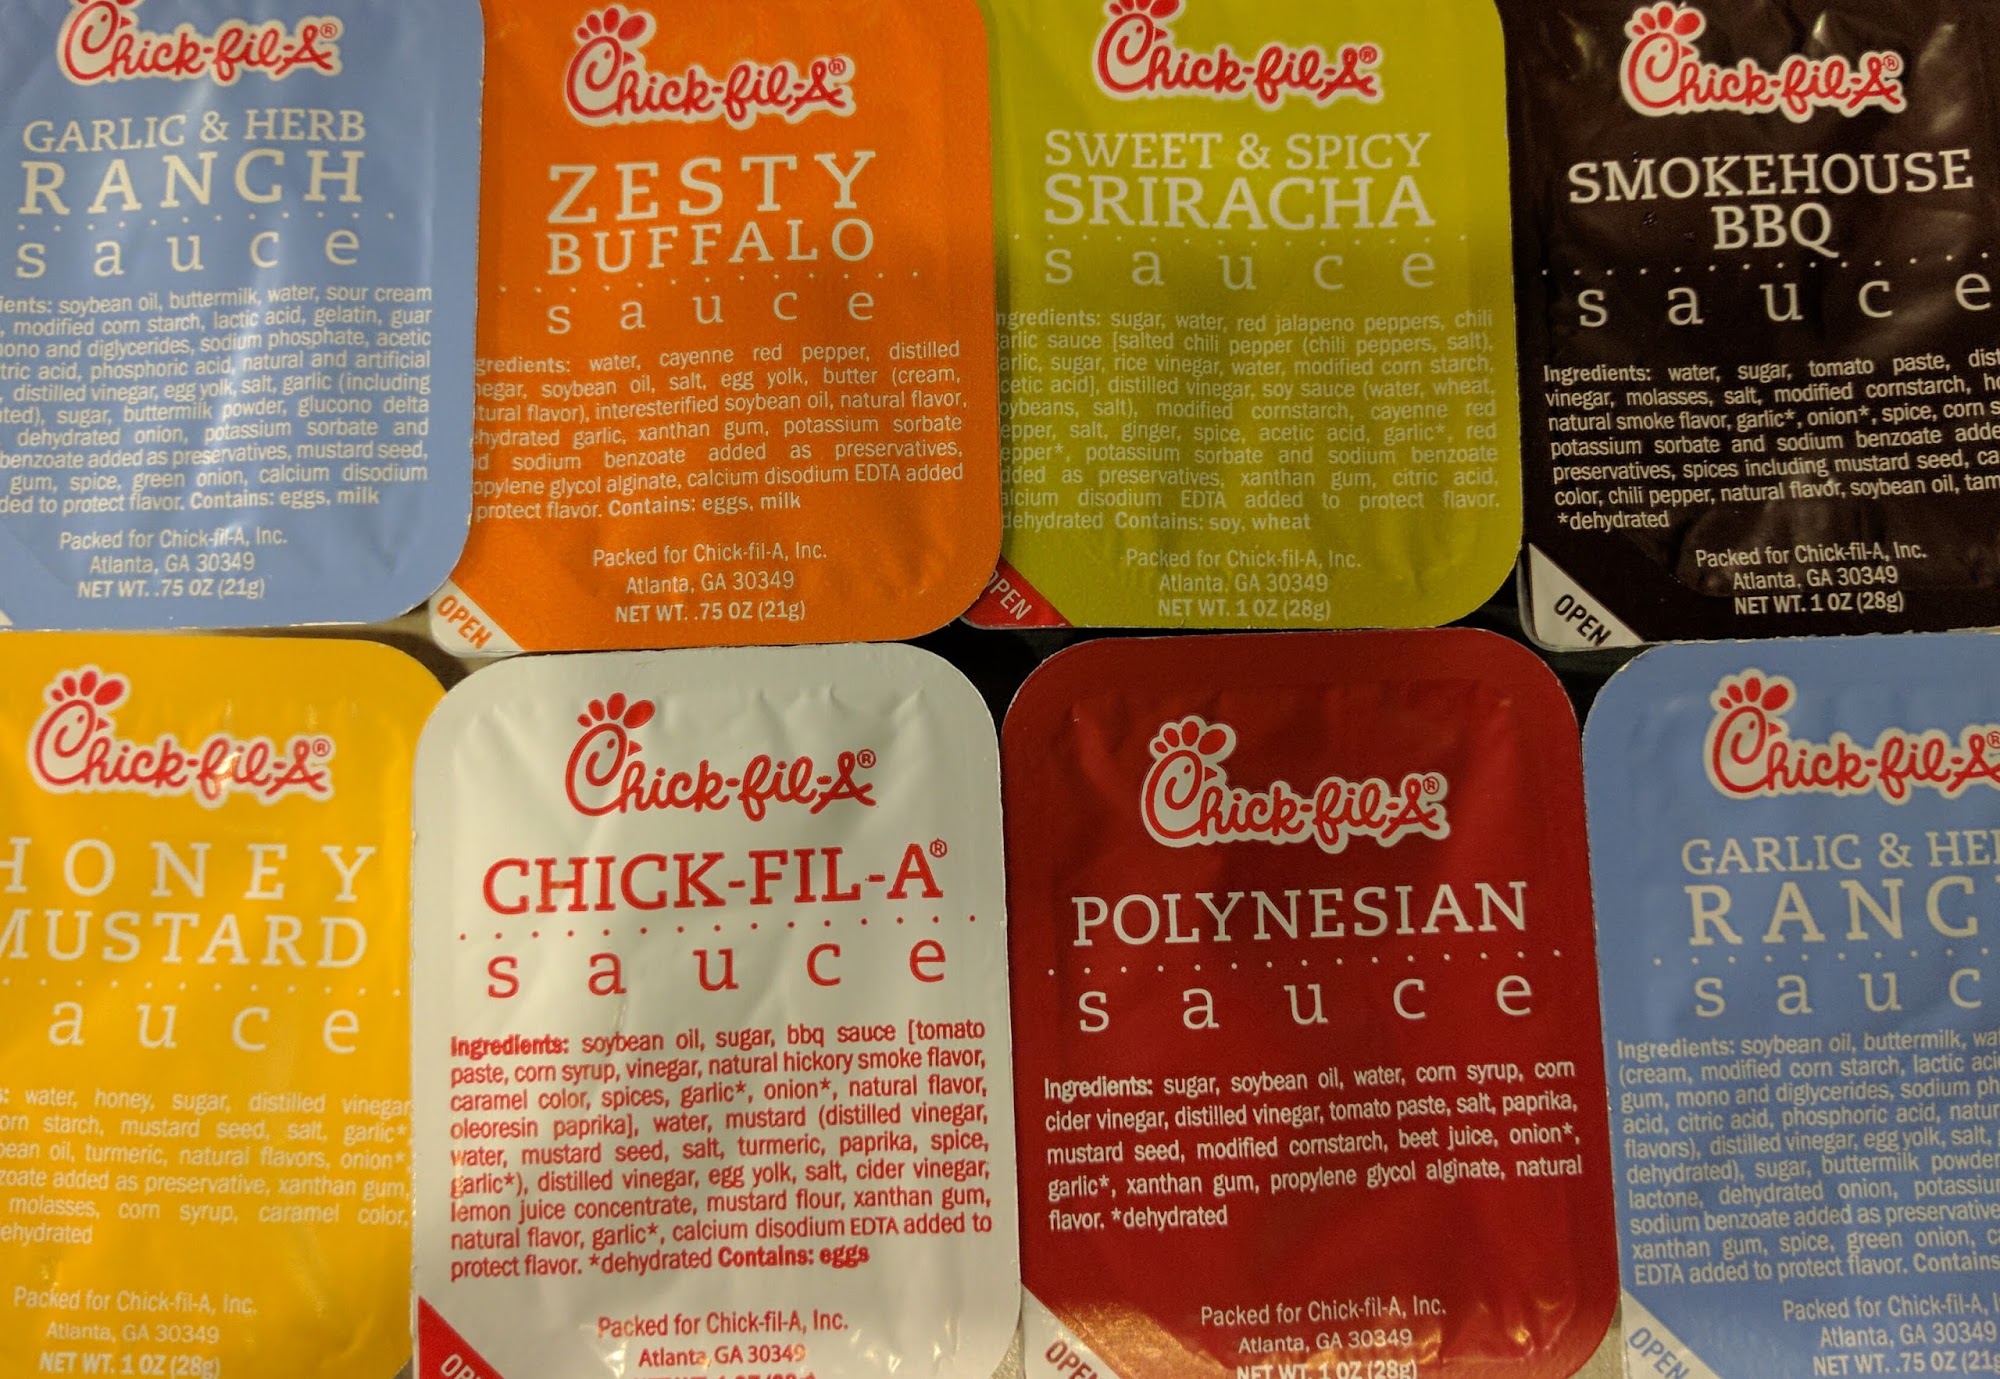 Chick-fil-A®
GARLIC & HERB
RANCH
sauce
ients: soybean oil, buttermilk, water, sour cream
, modified corn starch, lactic acid, gelatin, guar
ono and diglycerides, sodium phosphate, acetic
tric acid, phosphoric acid, natural and artificial
, distilled vinegar, egg yolk, salt, garlic (including
ted), sugar, buttermilk powder, glucono delta
dehydrated onion, potassium sorbate and
benzoate added as preservatives, mustard seed,
gum, spice, green onion, calcium disodium
ded to protect flavor. Contains: eggs, milk
Packed for Chick-fil-A, Inc.
Atlanta, GA 30349
NET WT. .75 OZ (21g)
Chick-fil-A®
ZESTY
BUFFALO
sauce
gredients: water, cayenne red pepper, distilled
negar, soybean oil, salt, egg yolk, butter (cream,
tural flavor), interesterified soybean oil, natural flavor,
hydrated garlic, xanthan gum, potassium sorbate
d sodium benzoate added as preservatives,
opylene glycol alginate, calcium disodium EDTA added
protect flavor. Contains: eggs, milk
Packed for Chick-fil-A, Inc.
Atlanta, GA 30349
NET WT. .75 OZ (21g)
OPEN
Chick-fil-A®
SWEET & SPICY
SRIRACHA
sauce
ngredients: sugar, water, red jalapeno peppers, chili
arlic sauce [salted chili pepper (chili peppers, salt),
arlic, sugar, rice vinegar, water, modified corn starch,
cetic acid], distilled vinegar, soy sauce (water, wheat,
oybeans, salt), modified cornstarch, cayenne red
epper, salt, ginger, spice, acetic acid, garlic*, red
epper*, potassium sorbate and sodium benzoate
ded as preservatives, xanthan gum, citric acid,
alcium disodium EDTA added to protect flavor.
dehydrated Contains: soy, wheat
Packed for Chick-fil-A, Inc.
Atlanta, GA 30349
NET WT. 1 OZ (28g)
OPEN
Chick-fil-A®
SMOKEHOUSE
BBQ
sauce
Ingredients: water, sugar, tomato paste, dist
vinegar, molasses, salt, modified cornstarch, ho
natural smoke flavor, garlic*, onion*, spice, corn s
potassium sorbate and sodium benzoate adde
preservatives, spices including mustard seed, ca
color, chili pepper, natural flavor, soybean oil, tam
*dehydrated
Packed for Chick-fil-A, Inc.
Atlanta, GA 30349
NET WT. 1 OZ (28g)
OPEN
Chick-fil-A®
HONEY
MUSTARD
auce
s: water, honey, sugar, distilled vinegar
orn starch, mustard seed, salt, garlic*
bean oil, turmeric, natural flavors, onion*
zoate added as preservative, xanthan gum,
molasses, corn syrup, caramel color,
ehydrated
Packed for Chick-fil-A, Inc.
Atlanta, GA 30349
NET WT. 1 OZ (28g)
Chick-fil-A®
CHICK-FIL-A®
sauce
Ingredients: soybean oil, sugar, bbq sauce [tomato
paste, corn syrup, vinegar, natural hickory smoke flavor,
caramel color, spices, garlic*, onion*, natural flavor,
oleoresin paprika], water, mustard (distilled vinegar,
water, mustard seed, salt, turmeric, paprika, spice,
garlic*), distilled vinegar, egg yolk, salt, cider vinegar,
lemon juice concentrate, mustard flour, xanthan gum,
natural flavor, garlic*, calcium disodium EDTA added to
protect flavor. *dehydrated Contains: eggs
Packed for Chick-fil-A, Inc.
Atlanta, GA 30349
OP
Chick-fil-A®
POLYNESIAN
sauce
Ingredients: sugar, soybean oil, water, corn syrup, corn
cider vinegar, distilled vinegar, tomato paste, salt, paprika,
mustard seed, modified cornstarch, beet juice, onion*,
garlic*, xanthan gum, propylene glycol alginate, natural
flavor. *dehydrated
Packed for Chick-fil-A, Inc.
Atlanta, GA 30349
NET WT. 1 OZ (28g)
OPE
Chick-fil-A®
GARLIC & HE
RANC
sauc
Ingredients: soybean oil, buttermilk, wa
(cream, modified corn starch, lactic aci
gum, mono and diglycerides, sodium ph
acid, citric acid, phosphoric acid, natur
flavors), distilled vinegar, egg yolk, salt,
dehydrated), sugar, buttermilk powder
lactone, dehydrated onion, potassiu
sodium benzoate added as preservative
xanthan gum, spice, green onion, c
EDTA added to protect flavor. Contains
Packed for Chick-fil-A, I
Atlanta, GA 30349
NET WT. .75 OZ (21g
OPEN